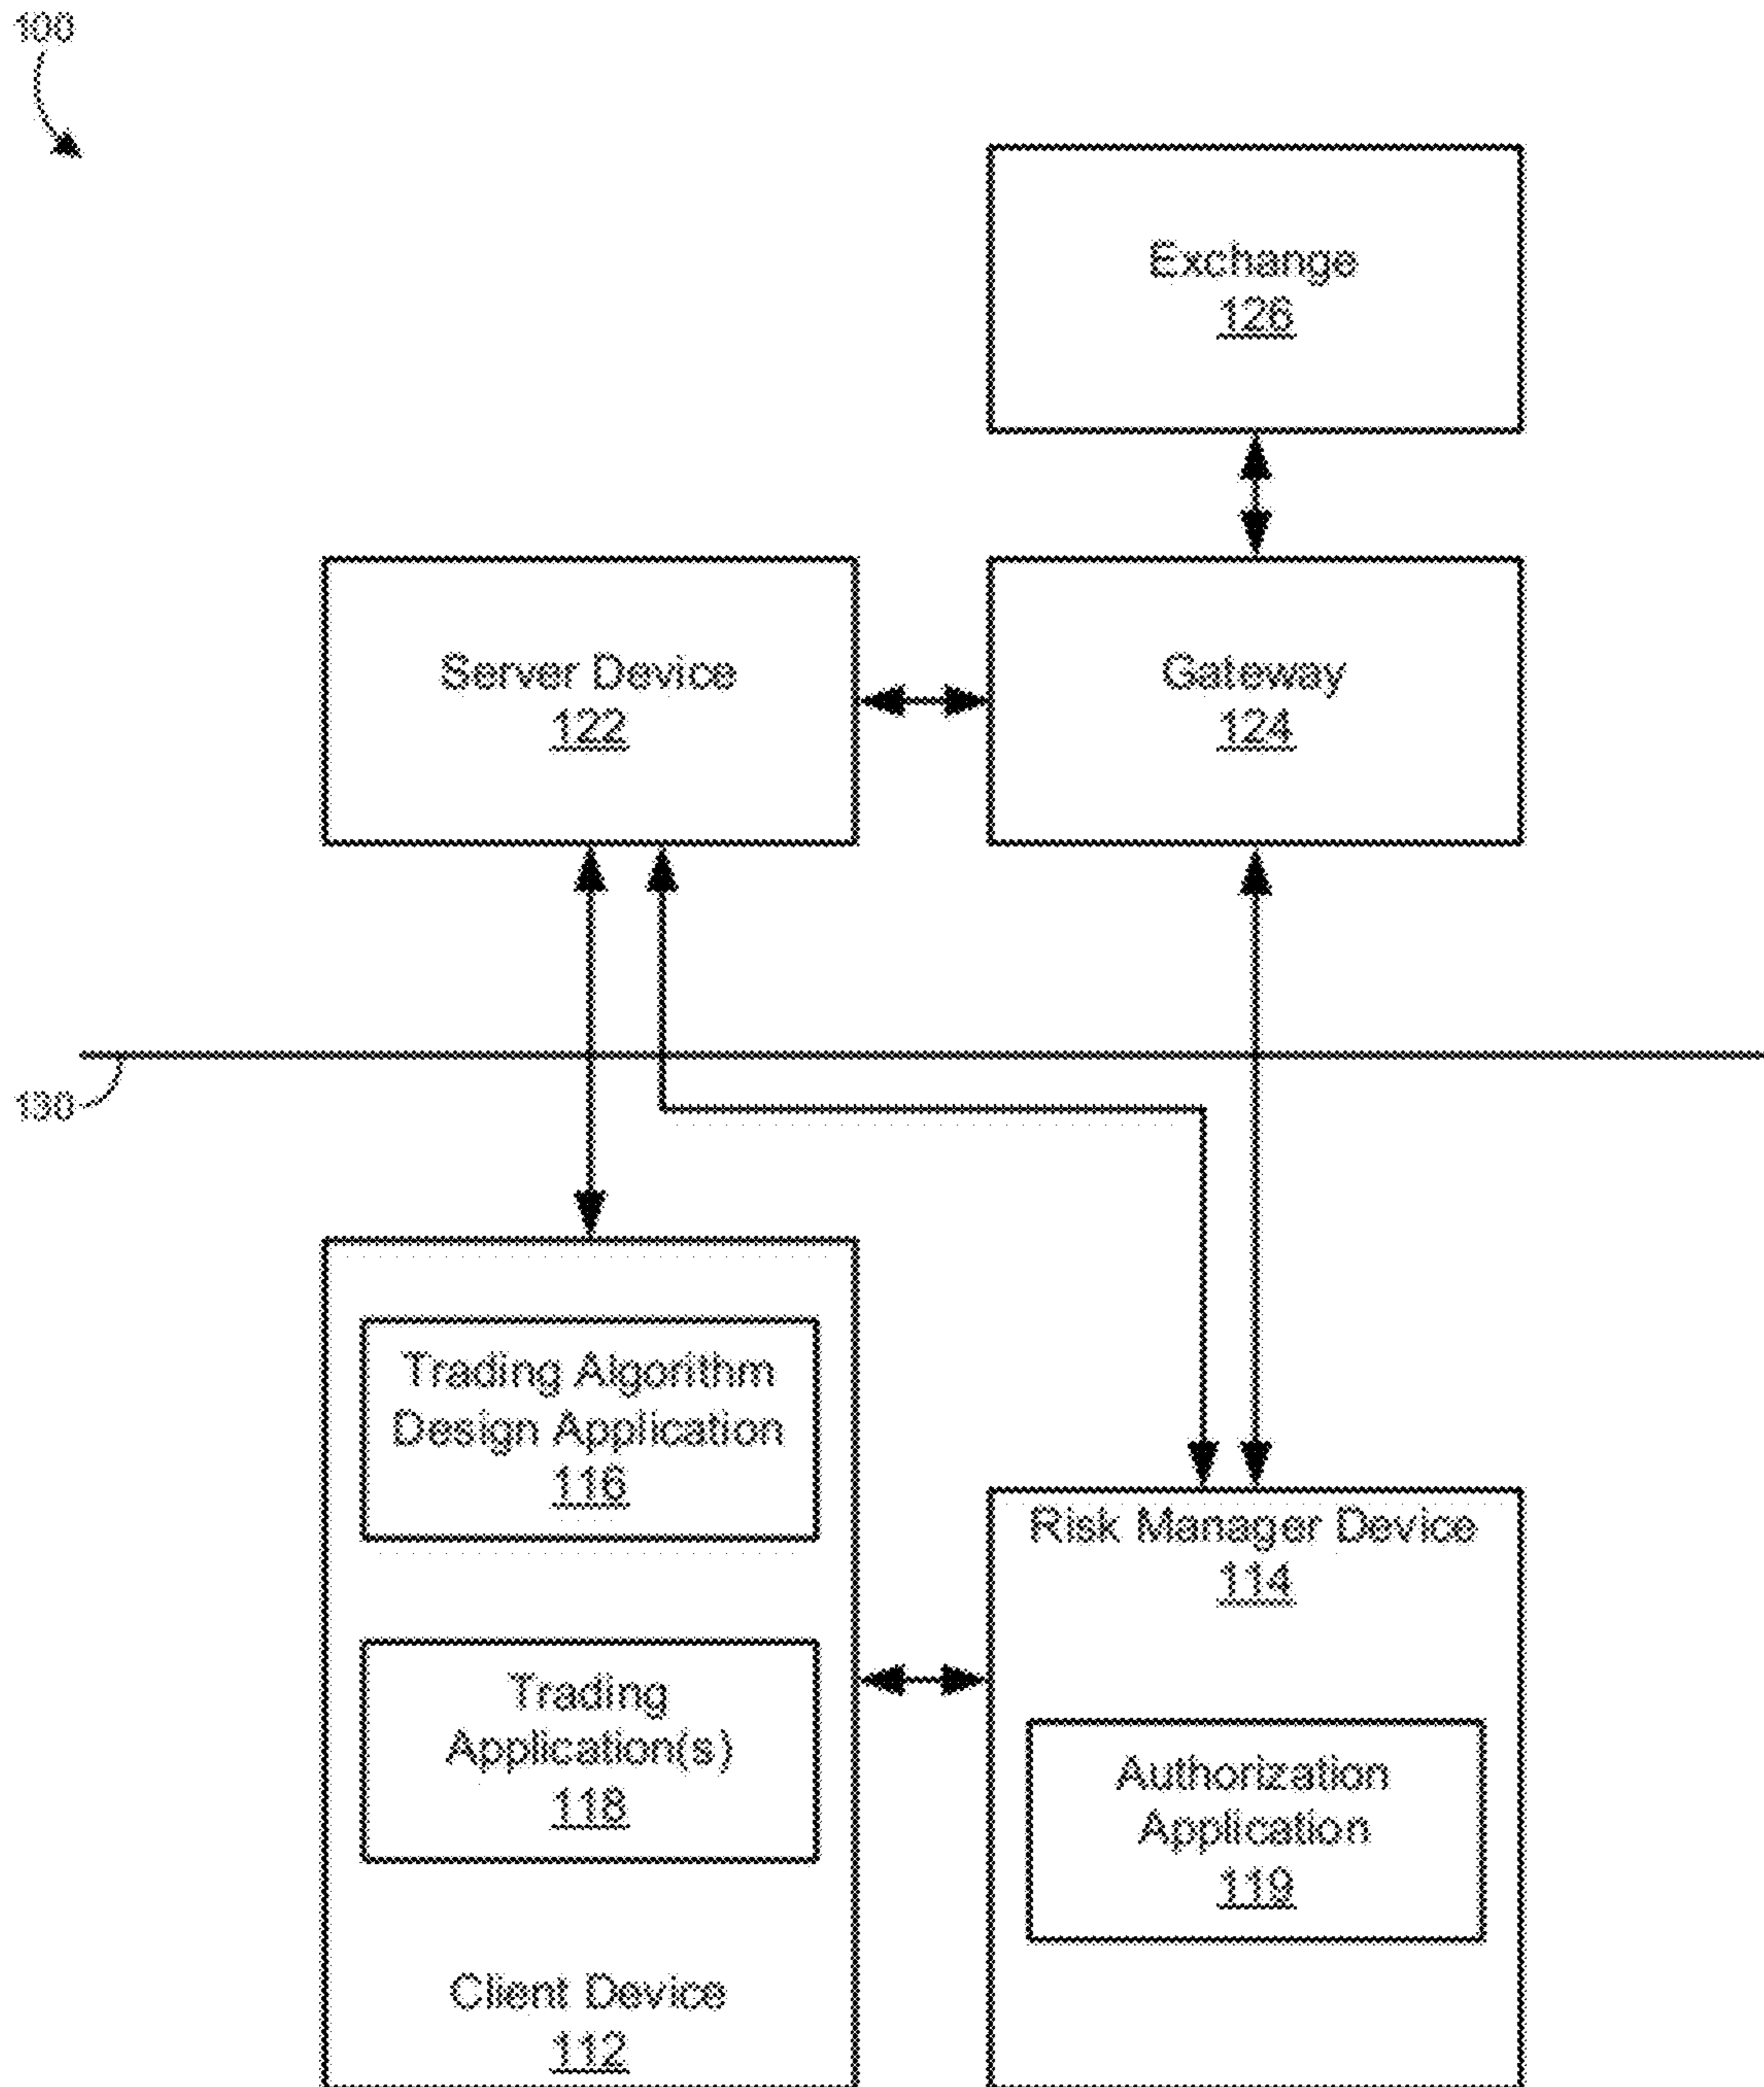 100
Exchange
126
Server Device
122
Gateway
124
130
Trading Algorithm
Design Application
116
Risk Manager Device
114
Trading
Application(s)
118
Authorization
Application
119
Client Device
112